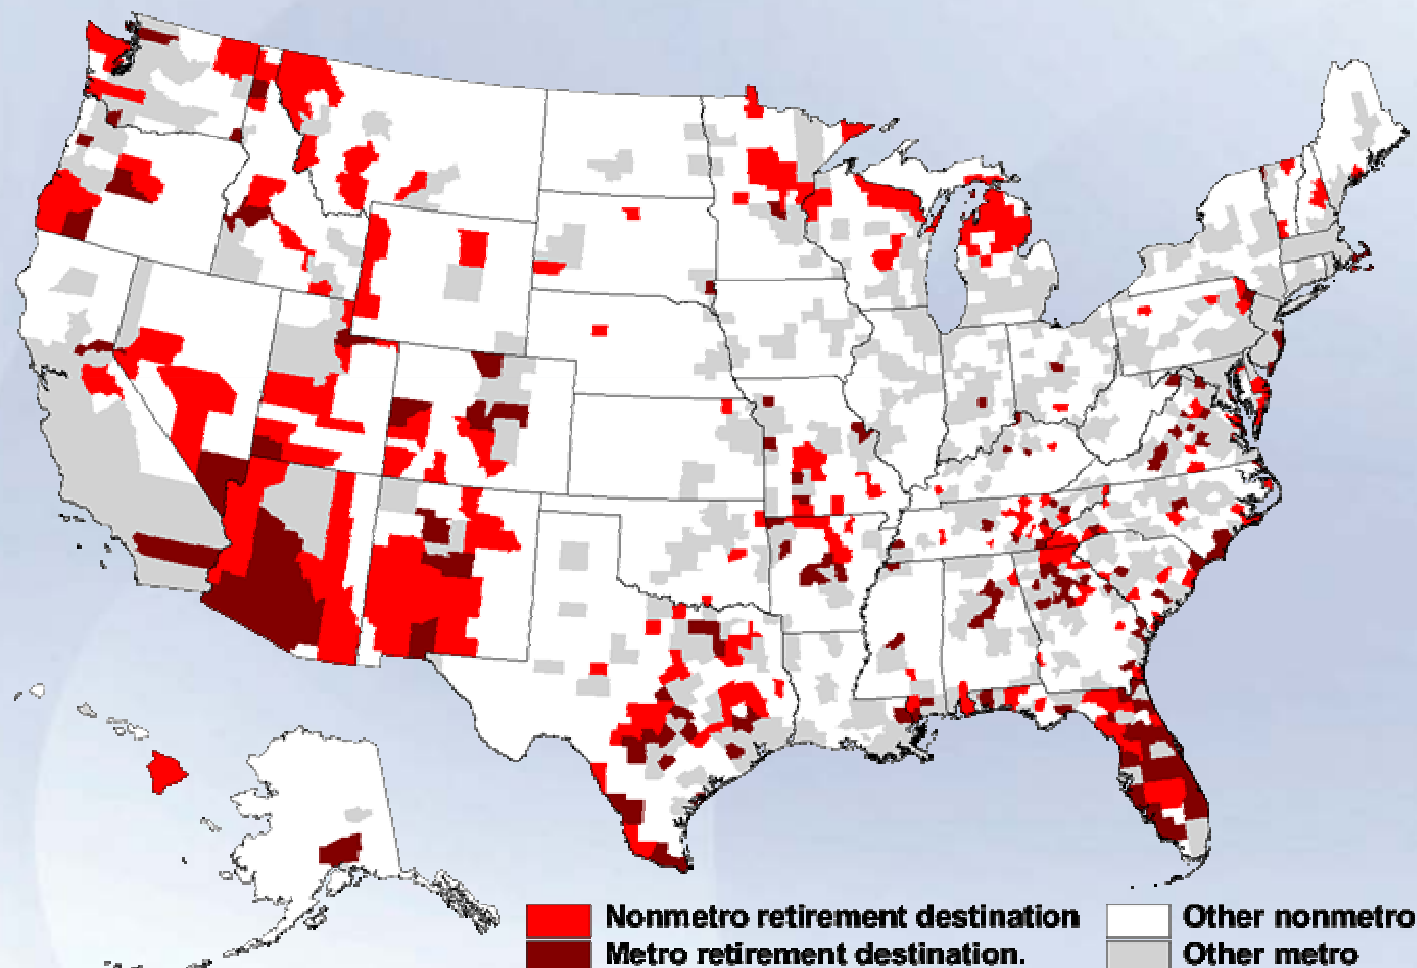 Nonmetro retirement destination
Metro retirement destination.
Other nonmetro
Other metro